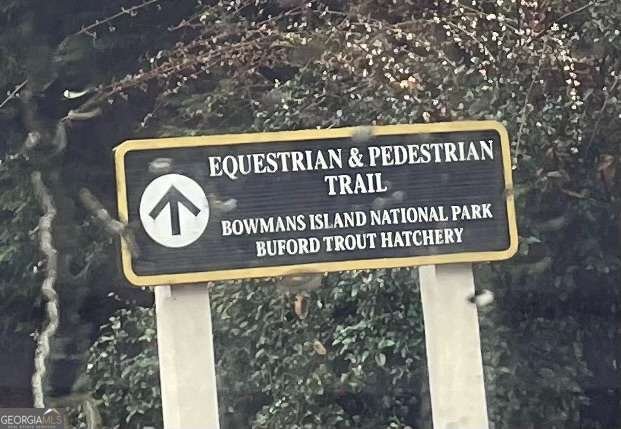 EQUESTRIAN & PEDESTRIAN
TRAIL
BOWMANS ISLAND NATIONAL PARK
BUFORD TROUT HATCHERY
GEORGIAMLS